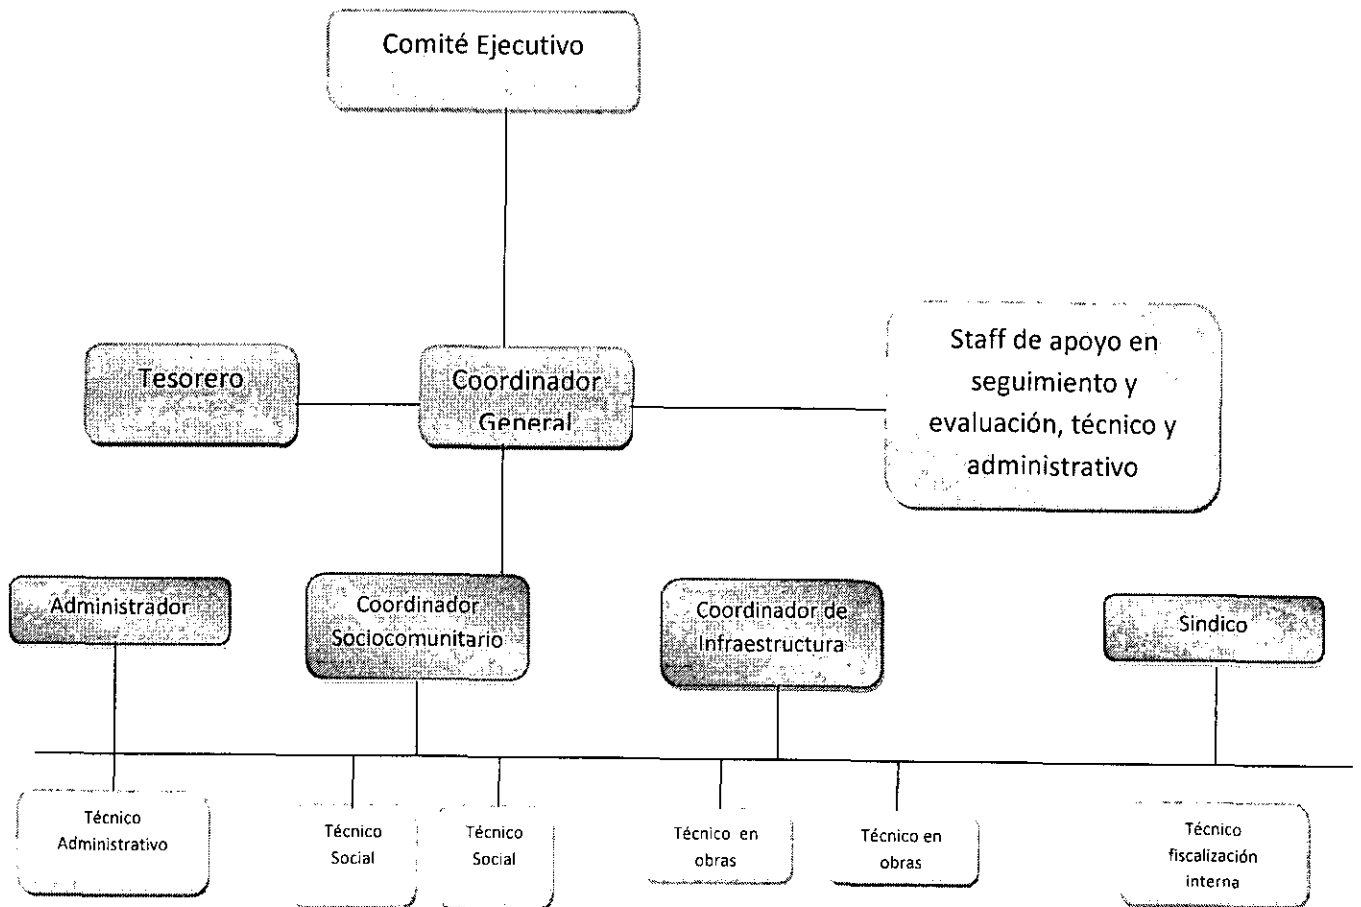 Comité Ejecutivo
Tesorero
Coordinador
General
Staff de apoyo en
seguimiento y
evaluación, técnico y
administrativo
Administrador
Coordinador
Sociocomunitario
Coordinador de
Infraestructura
Sindico
Técnico
Administrativo
Técnico
Social
Técnico
Social
Técnico en
obras
Técnico en
obras
Técnico
fiscalización
interna